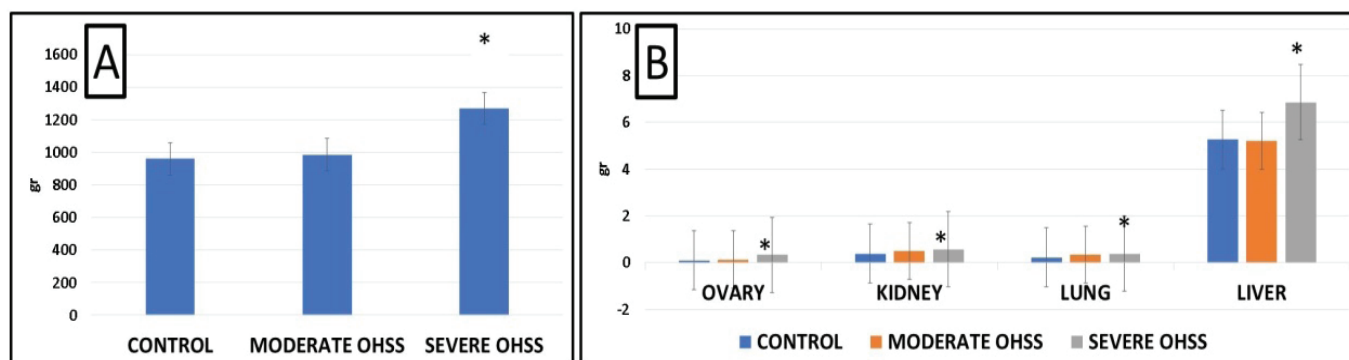 A
*
1600
1400
1200
1000
800
600
400
200
0
gr
CONTROL MODERATE OHSS SEVERE OHSS
B
10
8
6
4
2
0
-2
gr
* * * *
OVARY KIDNEY LUNG LIVER
CONTROL MODERATE OHSS SEVERE OHSS